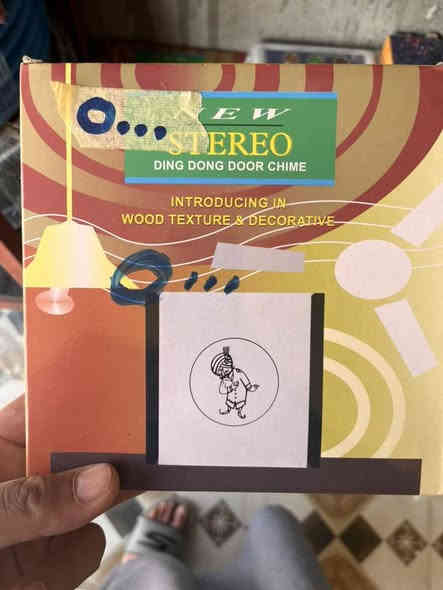 NEW
STEREO
DING DONG DOOR CHIME
INTRODUCING IN
WOOD TEXTURE & DECORATIVE